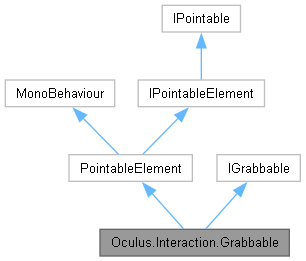 IPointable
MonoBehaviour
IPointableElement
PointableElement
IGrabbable
Oculus.Interaction.Grabbable